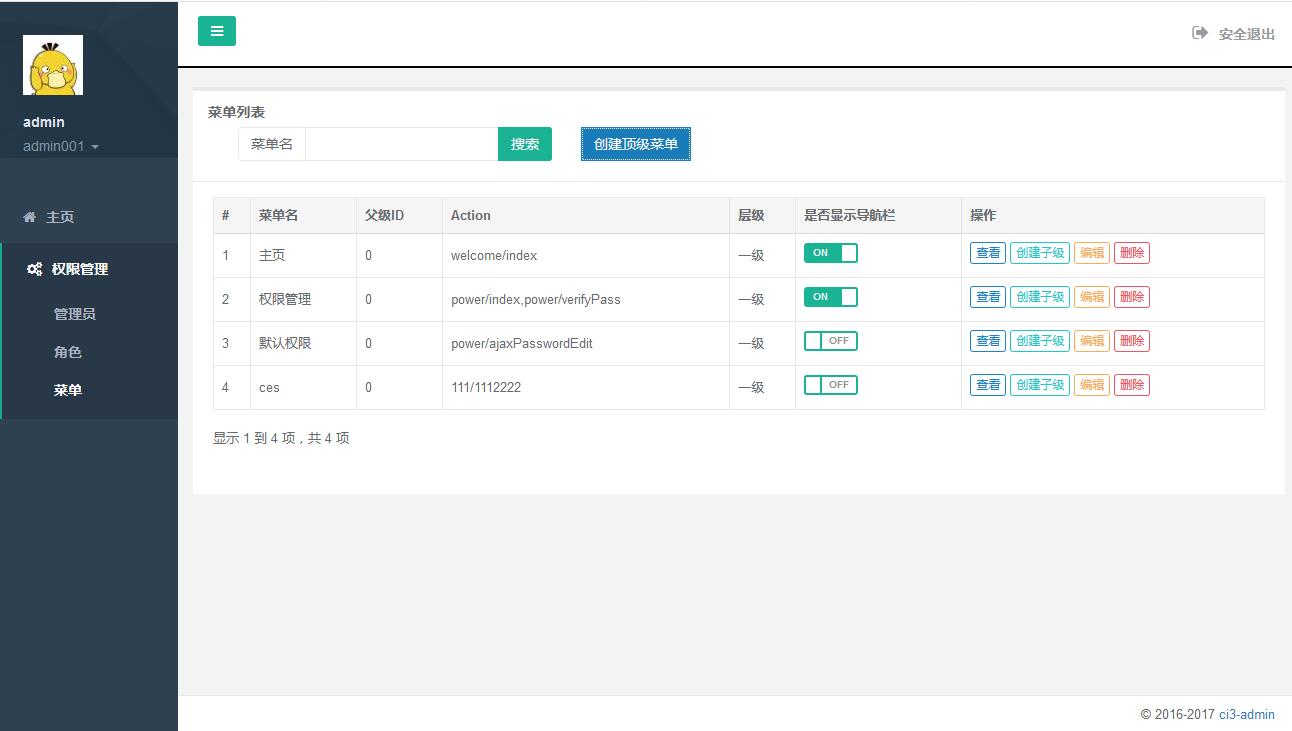 安全退出
admin
admin001
主页
权限管理
管理员
角色
菜单
菜单列表
菜单名 搜索 创建顶级菜单
# 菜单名 父级ID Action 层级 是否显示导航栏 操作
1 主页 0 welcome/index 一级 ON 查看 创建子级 编辑 删除
2 权限管理 0 power/index,power/verifyPass 一级 ON 查看 创建子级 编辑 删除
3 默认权限 0 power/ajaxPasswordEdit 一级 OFF 查看 创建子级 编辑 删除
4 ces 0 111/1112222 一级 OFF 查看 创建子级 编辑 删除
显示 1 到 4 项，共 4 项
© 2016-2017 ci3-admin